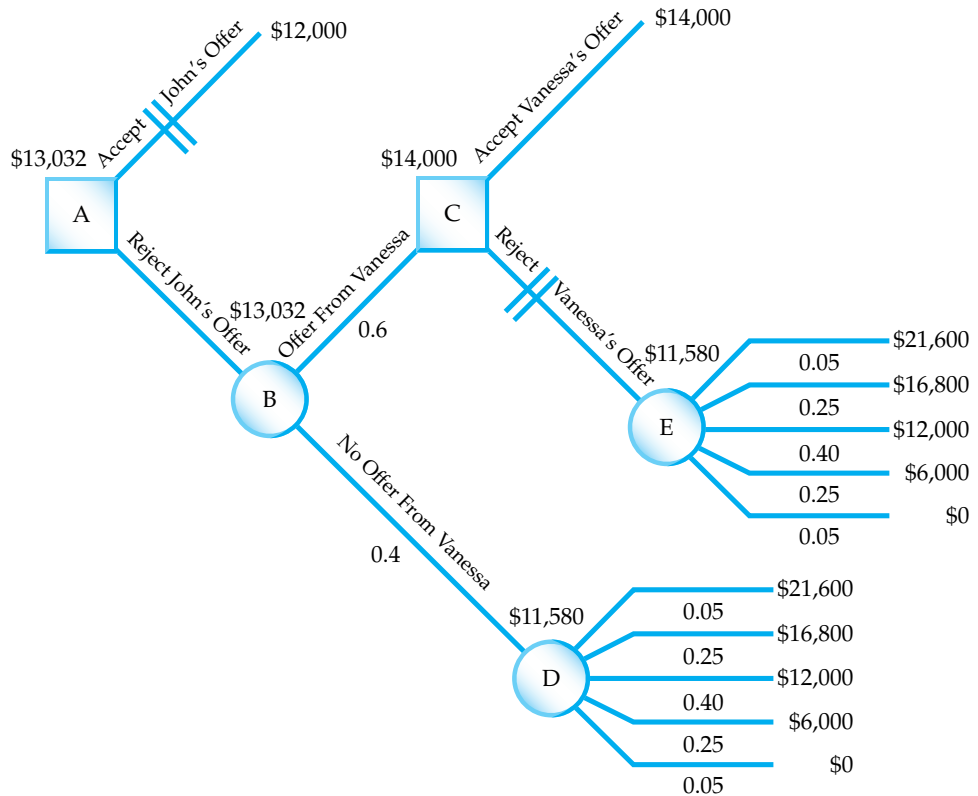 $12,000
Accept John's Offer
$13,032
A
Reject John's Offer
$13,032
B
Offer From Vanessa
0.6
$14,000
C
Accept Vanessa's Offer
$14,000
Reject Vanessa's Offer
$11,580
E
$21,600
0.05
$16,800
0.25
$12,000
0.40
$6,000
0.25
$0
0.05
No Offer From Vanessa
0.4
$11,580
D
$21,600
0.05
$16,800
0.25
$12,000
0.40
$6,000
0.25
$0
0.05